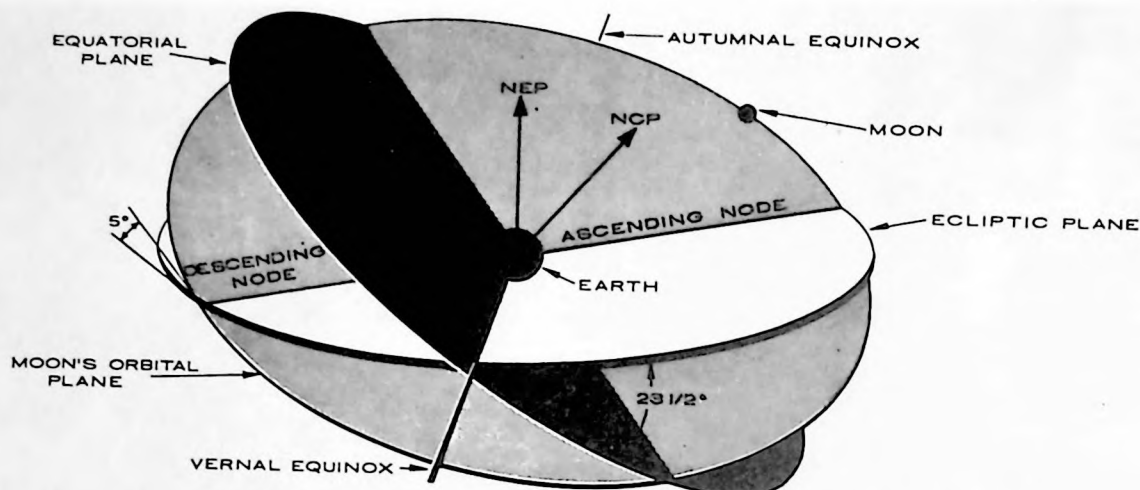 EQUATORIAL
PLANE
AUTUMNAL EQUINOX
NEP
NCP
MOON
5°
ASCENDING NODE
ECLIPTIC PLANE
DESCENDING
NODE
EARTH
MOON'S ORBITAL
PLANE
23 1/2°
VERNAL EQUINOX